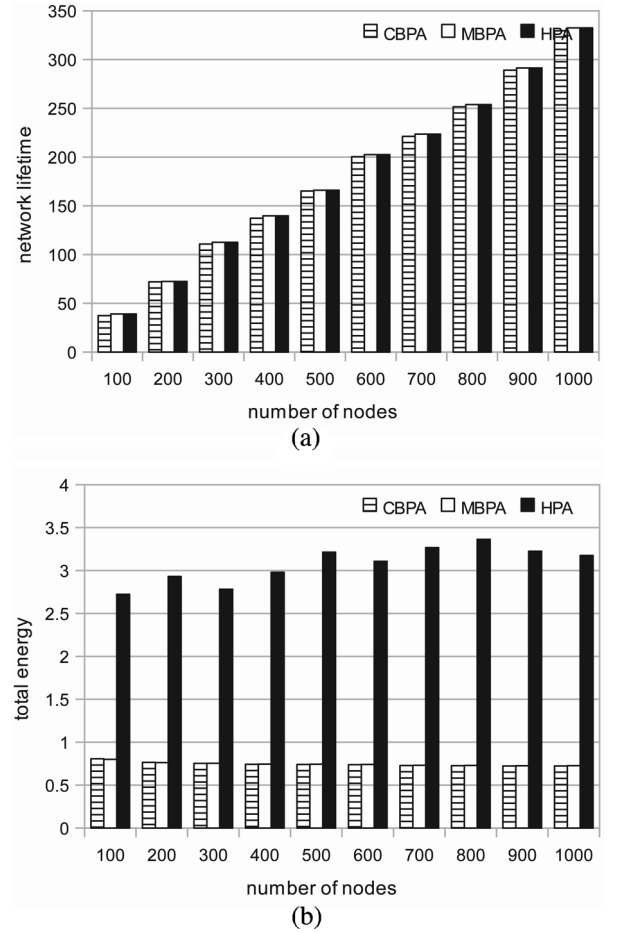 350
300
250
200
150
100
50
0
network lifetime
CBPA MBPA HPA
100 200 300 400 500 600 700 800 900 1000
number of nodes
(a)
4
3.5
3
2.5
2
1.5
1
0.5
0
total energy
CBPA MBPA HPA
100 200 300 400 500 600 700 800 900 1000
number of nodes
(b)